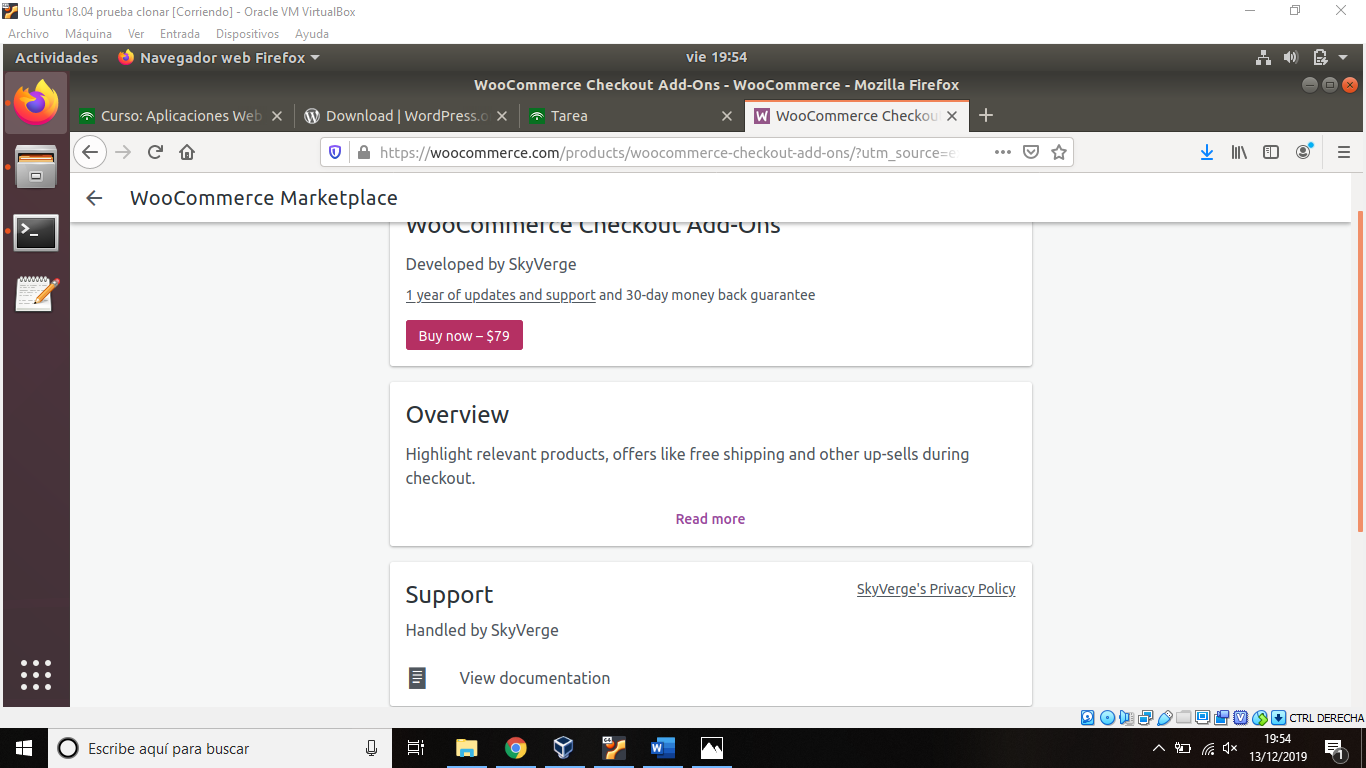 Ubuntu 18.04 prueba clonar [Corriendo] - Oracle VM VirtualBox
Archivo Máquina Ver Entrada Dispositivos Ayuda
Actividades Navegador web Firefox vie 19:54
WooCommerce Checkout Add-Ons - WooCommerce - Mozilla Firefox
Curso: Aplicaciones Web Download | WordPress.o Tarea WooCommerce Checkou
https://woocommerce.com/products/woocommerce-checkout-add-ons/?utm_source=e
WooCommerce Marketplace
WooCommerce Checkout Add-Ons
Developed by SkyVerge
1 year of updates and support and 30-day money back guarantee
Buy now – $79
Overview
Highlight relevant products, offers like free shipping and other up-sells during
checkout.
Read more
Support SkyVerge's Privacy Policy
Handled by SkyVerge
View documentation
CTRL DERECHA
Escribe aquí para buscar
19:54
13/12/2019
1